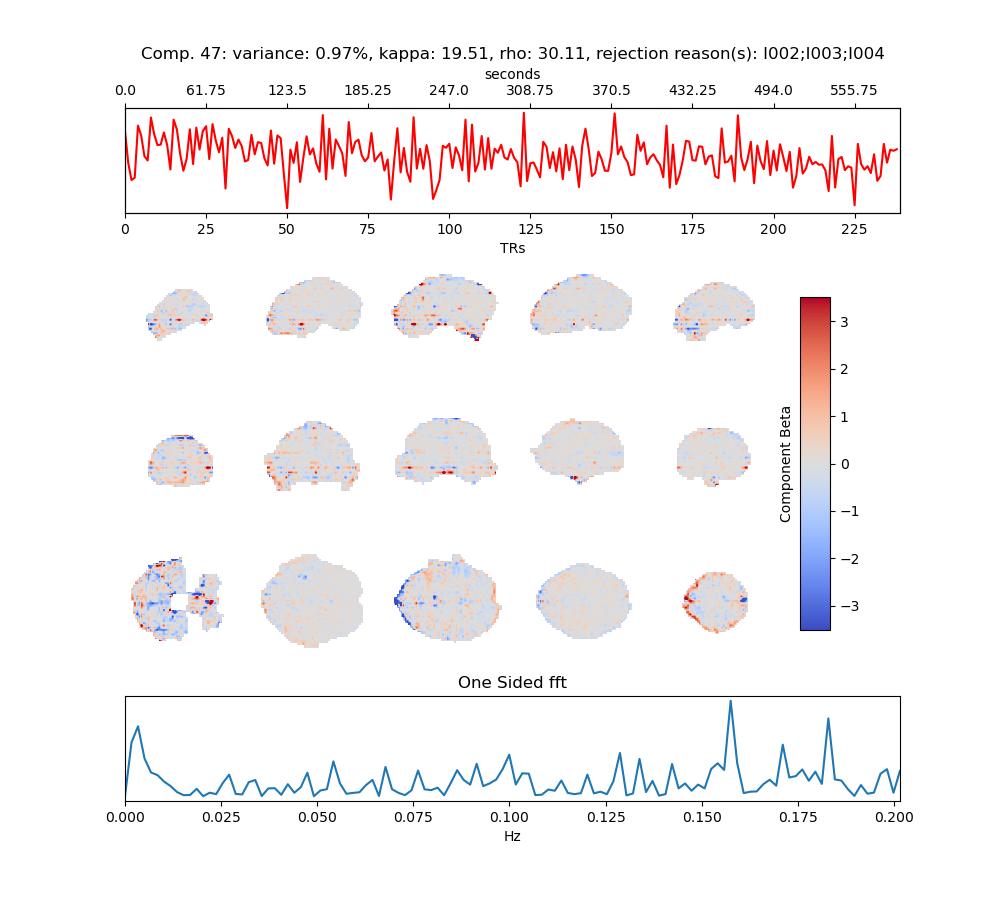 Comp. 47: variance: 0.97%, kappa: 19.51, rho: 30.11, rejection reason(s): I002;I003;I004
seconds
0.0 61.75 123.5 185.25 247.0 308.75 370.5 432.25 494.0 555.75
0 25 50 75 100 125 150 175 200 225
TRs
Component Beta
3
2
1
0
−1
−2
−3
One Sided fft
0.000 0.025 0.050 0.075 0.100 0.125 0.150 0.175 0.200
Hz